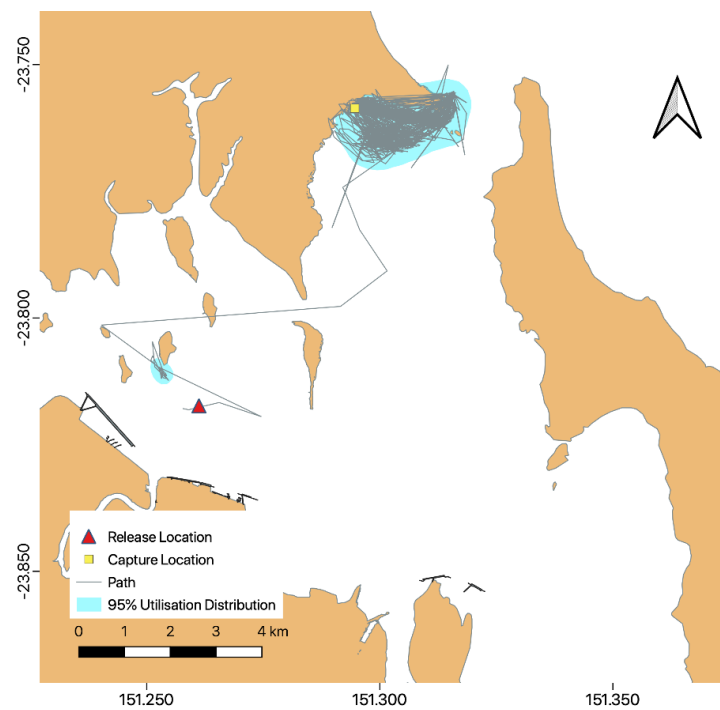 -23.750
-23.800
-23.850
Release Location
Capture Location
Path
95% Utilisation Distribution
0 1 2 3 4 km
151.250 151.300 151.350